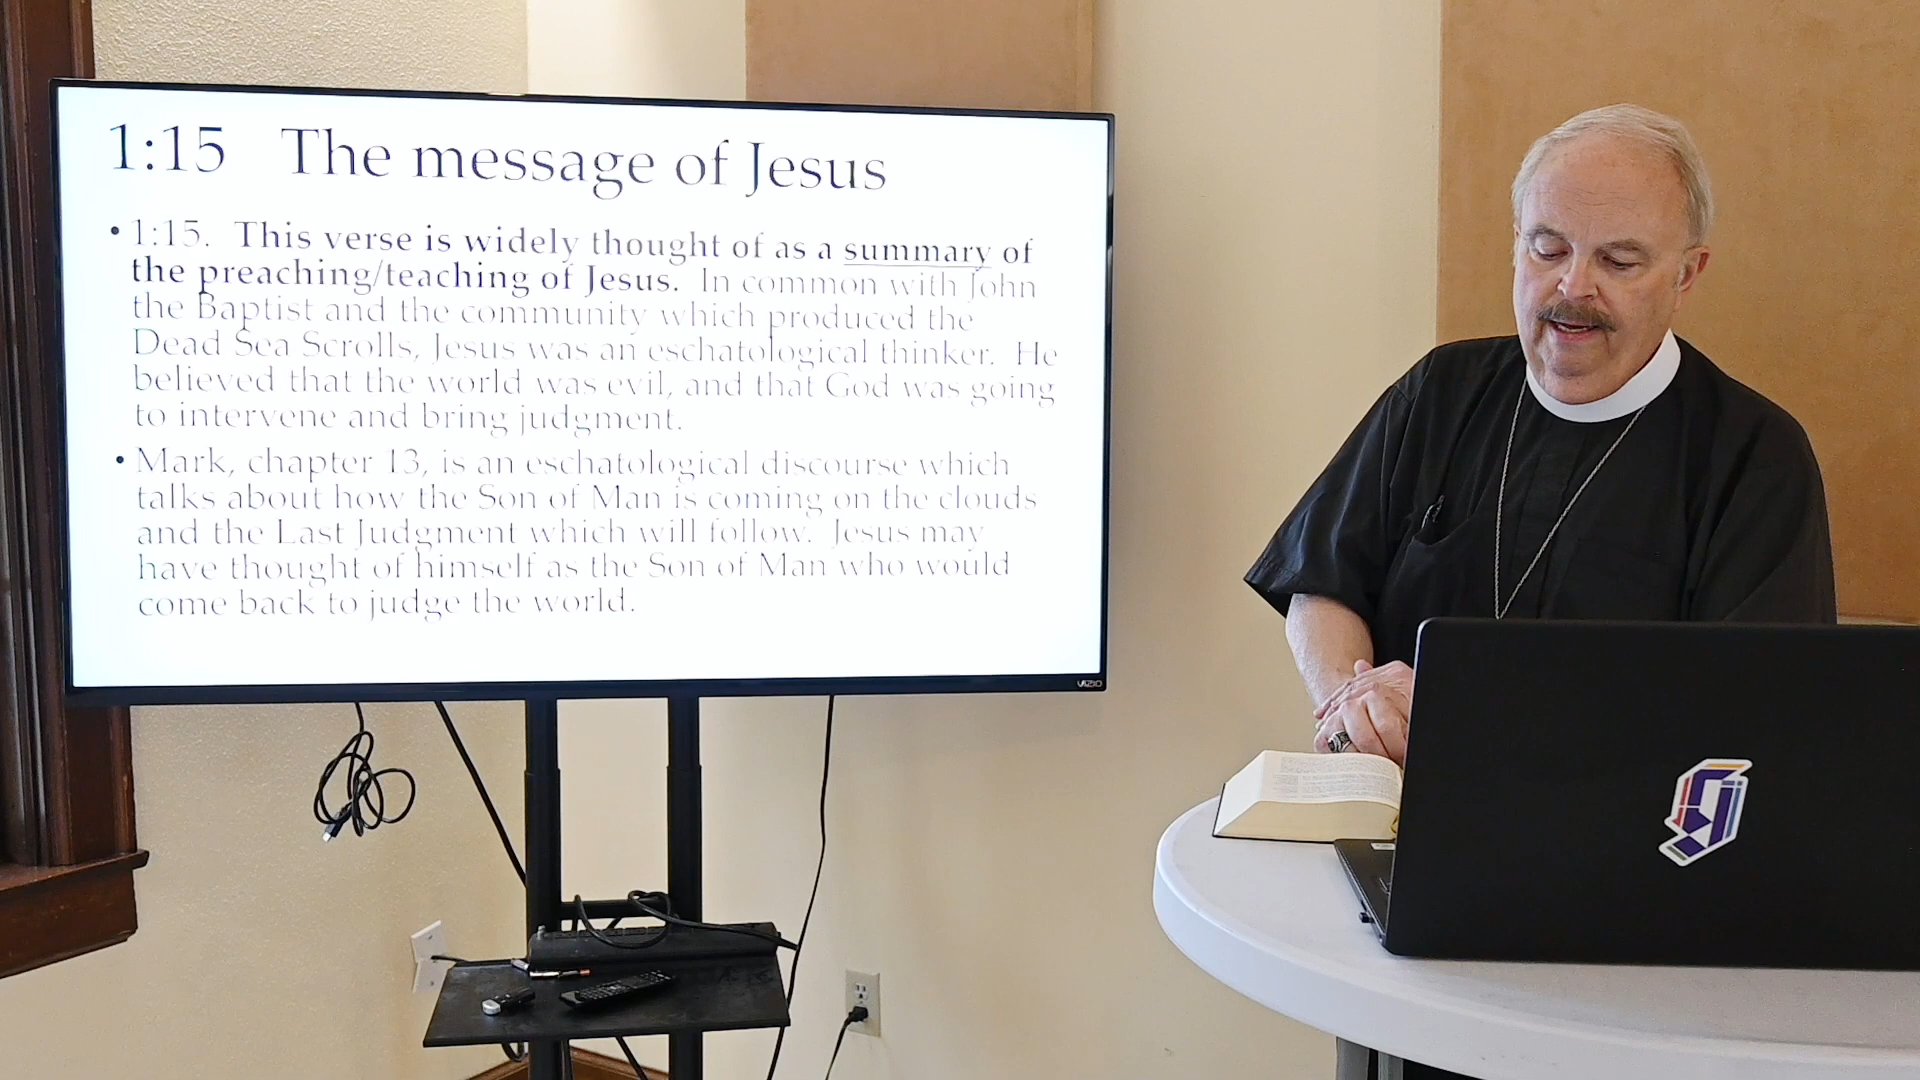 1:15 The message of Jesus
• 1:15. This verse is widely thought of as a summary of
the preaching/teaching of Jesus. In common with John
the Baptist and the community which produced the
Dead Sea Scrolls, Jesus was an eschatological thinker. He
believed that the world was evil, and that God was going
to intervene and bring judgment.
• Mark, chapter 13, is an eschatological discourse which
talks about how the Son of Man is coming on the clouds
and the Last Judgment which will follow. Jesus may
have thought of himself as the Son of Man who would
come back to judge the world.
VIZIO